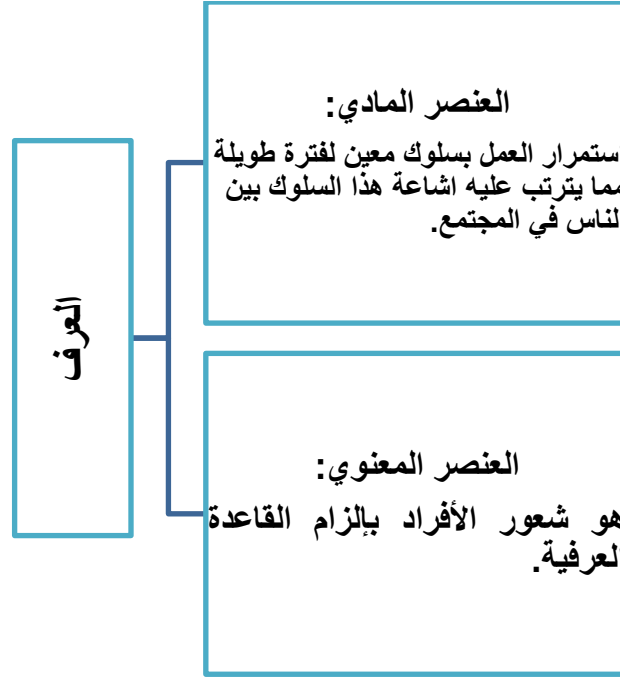 العرف
العنصر المادي:
ستمرار العمل بسلوك معين لفترة طويلة
مما يترتب عليه اشاعة هذا السلوك بين
لناس في المجتمع.
العنصر المعنوي:
هو شعور الأفراد بإلزام القاعدة
لعرفية.